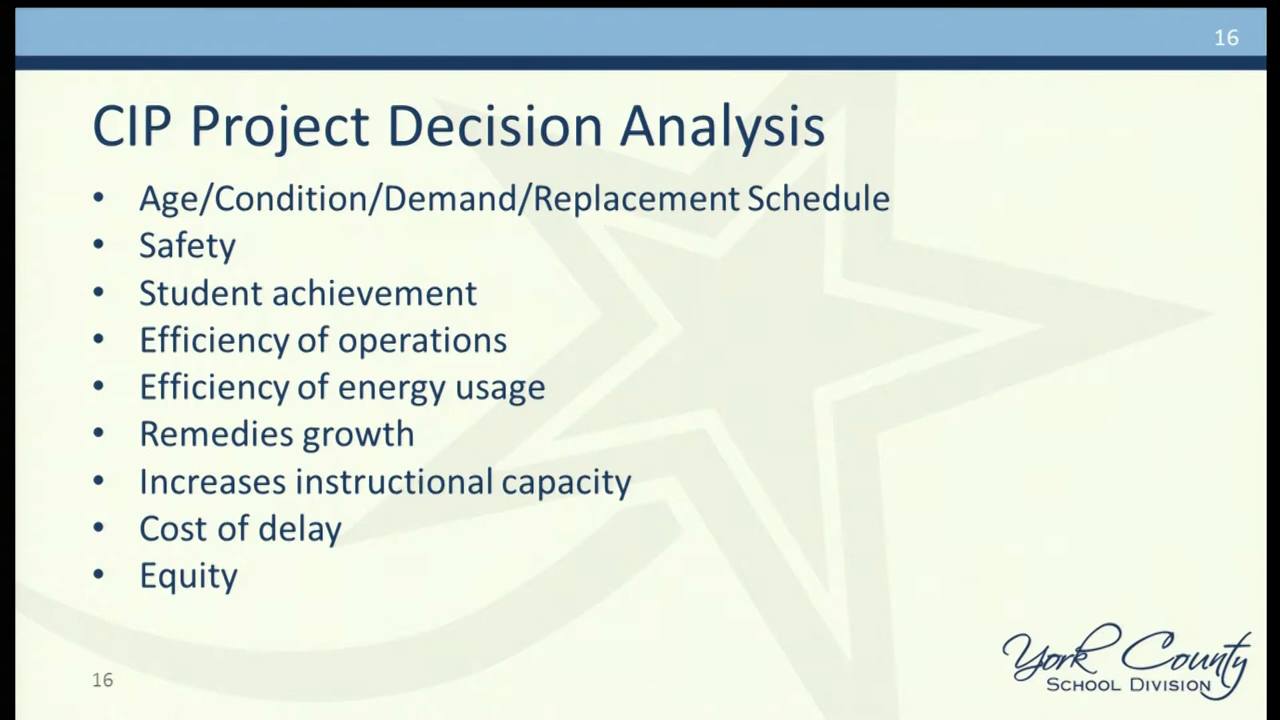 16
CIP Project Decision Analysis
• Age/Condition/Demand/Replacement Schedule
• Safety
• Student achievement
• Efficiency of operations
• Efficiency of energy usage
• Remedies growth
• Increases instructional capacity
• Cost of delay
• Equity
16
York County
SCHOOL DIVISION